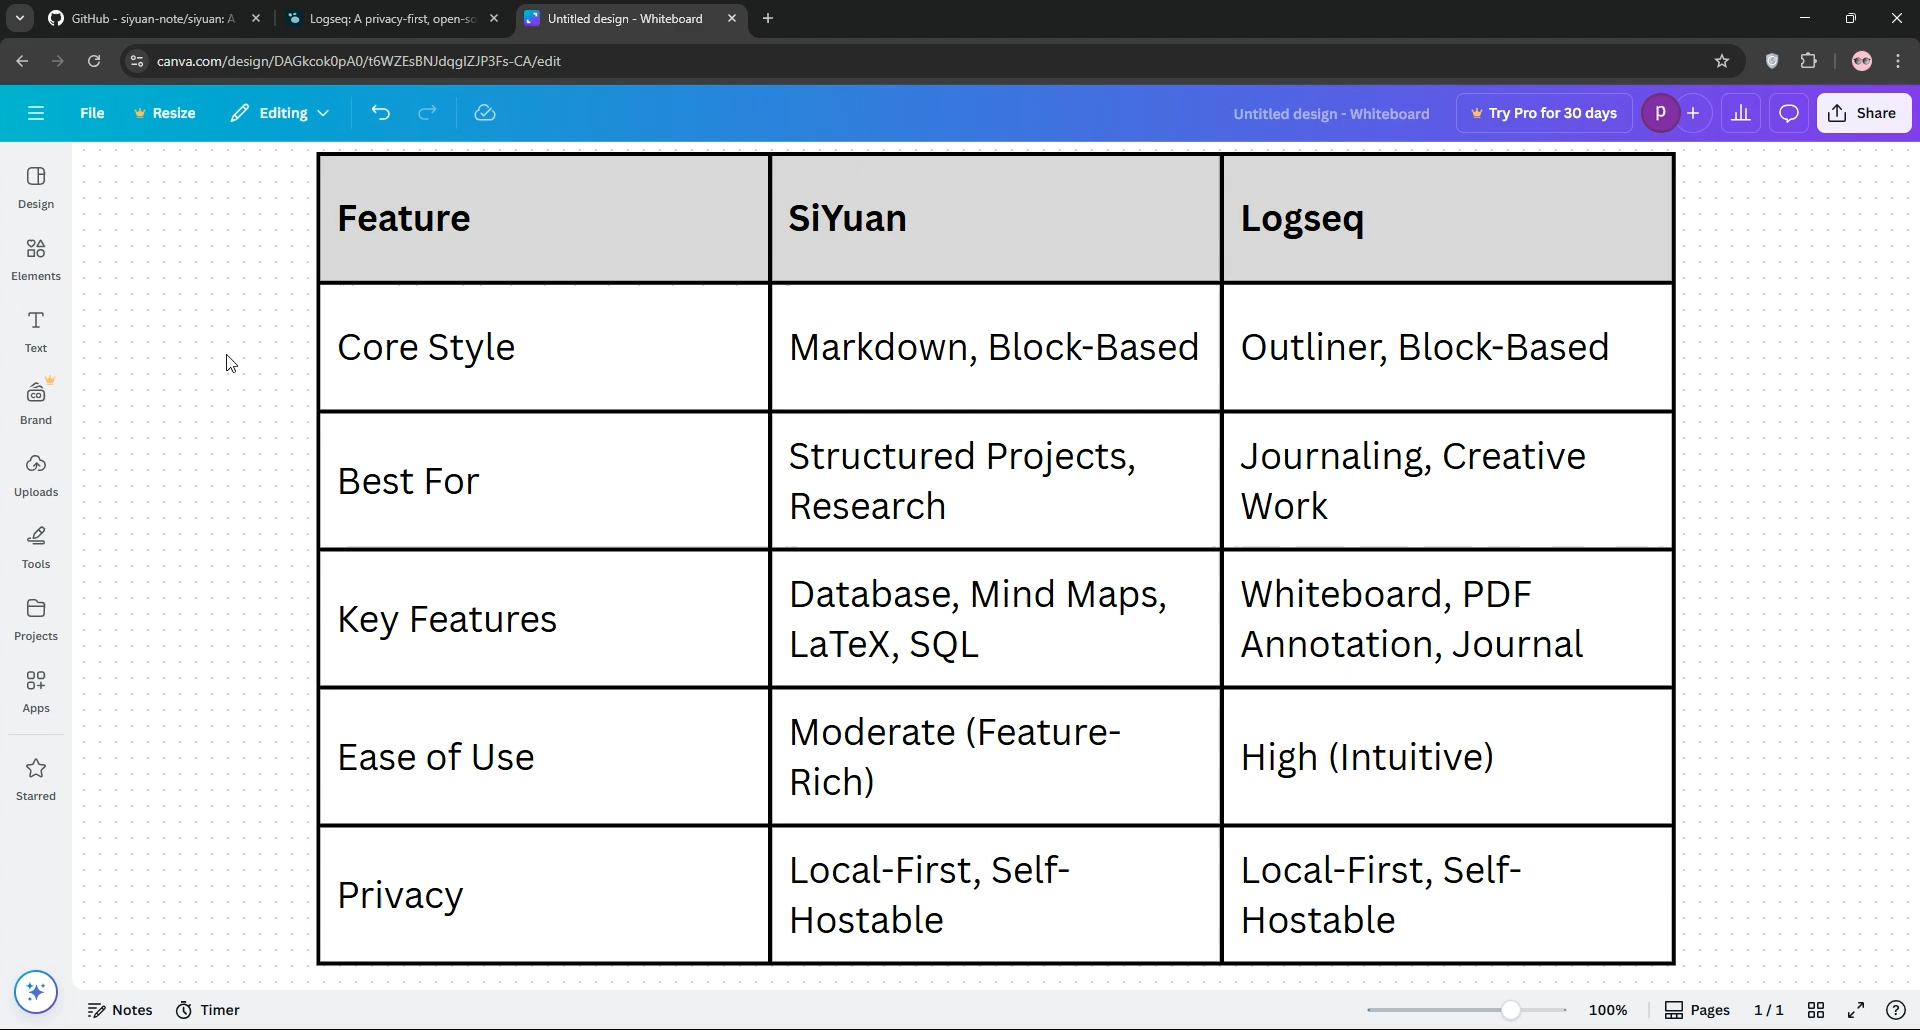 GitHub - siyuan-note/siyuan: A
Logseq: A privacy-first, open-so
Untitled design - Whiteboard
canva.com/design/DAGkcok0pA0/t6WZEsBNJdqgIZJP3Fs-CA/edit
File
Resize
Editing
Untitled design - Whiteboard
Try Pro for 30 days
p
Share
Design
Elements
Text
Brand
Uploads
Tools
Projects
Apps
Starred
Feature
SiYuan
Logseq
Core Style
Markdown, Block-Based
Outliner, Block-Based
Best For
Structured Projects,
Research
Journaling, Creative
Work
Key Features
Database, Mind Maps,
LaTeX, SQL
Whiteboard, PDF
Annotation, Journal
Ease of Use
Moderate (Feature-
Rich)
High (Intuitive)
Privacy
Local-First, Self-
Hostable
Local-First, Self-
Hostable
Notes
Timer
100%
Pages
1 / 1